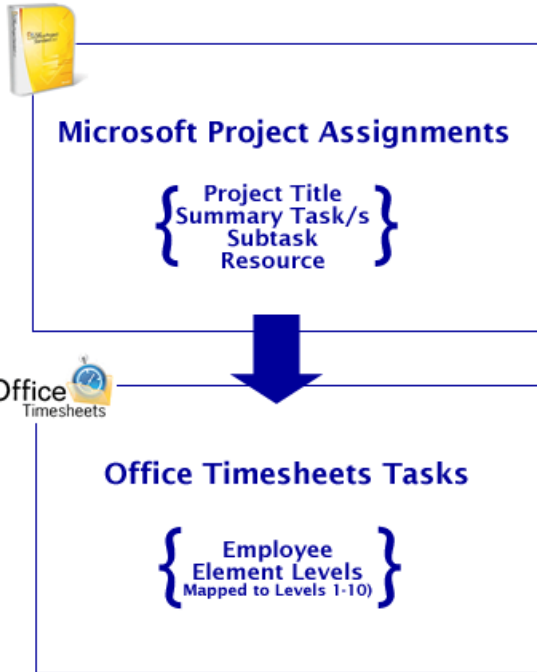 Microsoft Project Assignments
Project Title
Summary Task/s
Subtask
Resource
Office
Timesheets
Office Timesheets Tasks
Employee
Element Levels
Mapped to Levels 1-10)